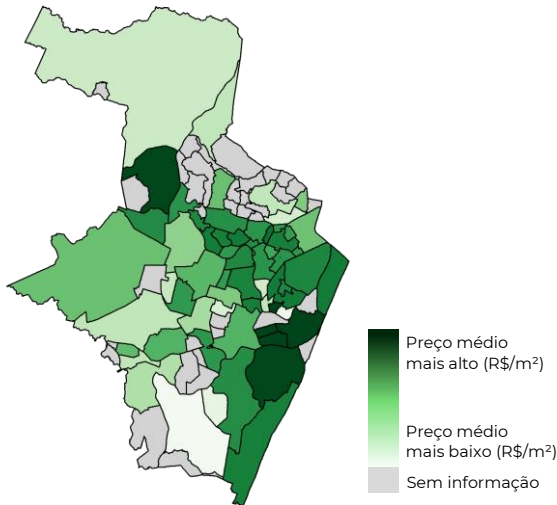 Preço médio
mais alto (R$/m²)
Preço médio
mais baixo (R$/m²)
Sem informação